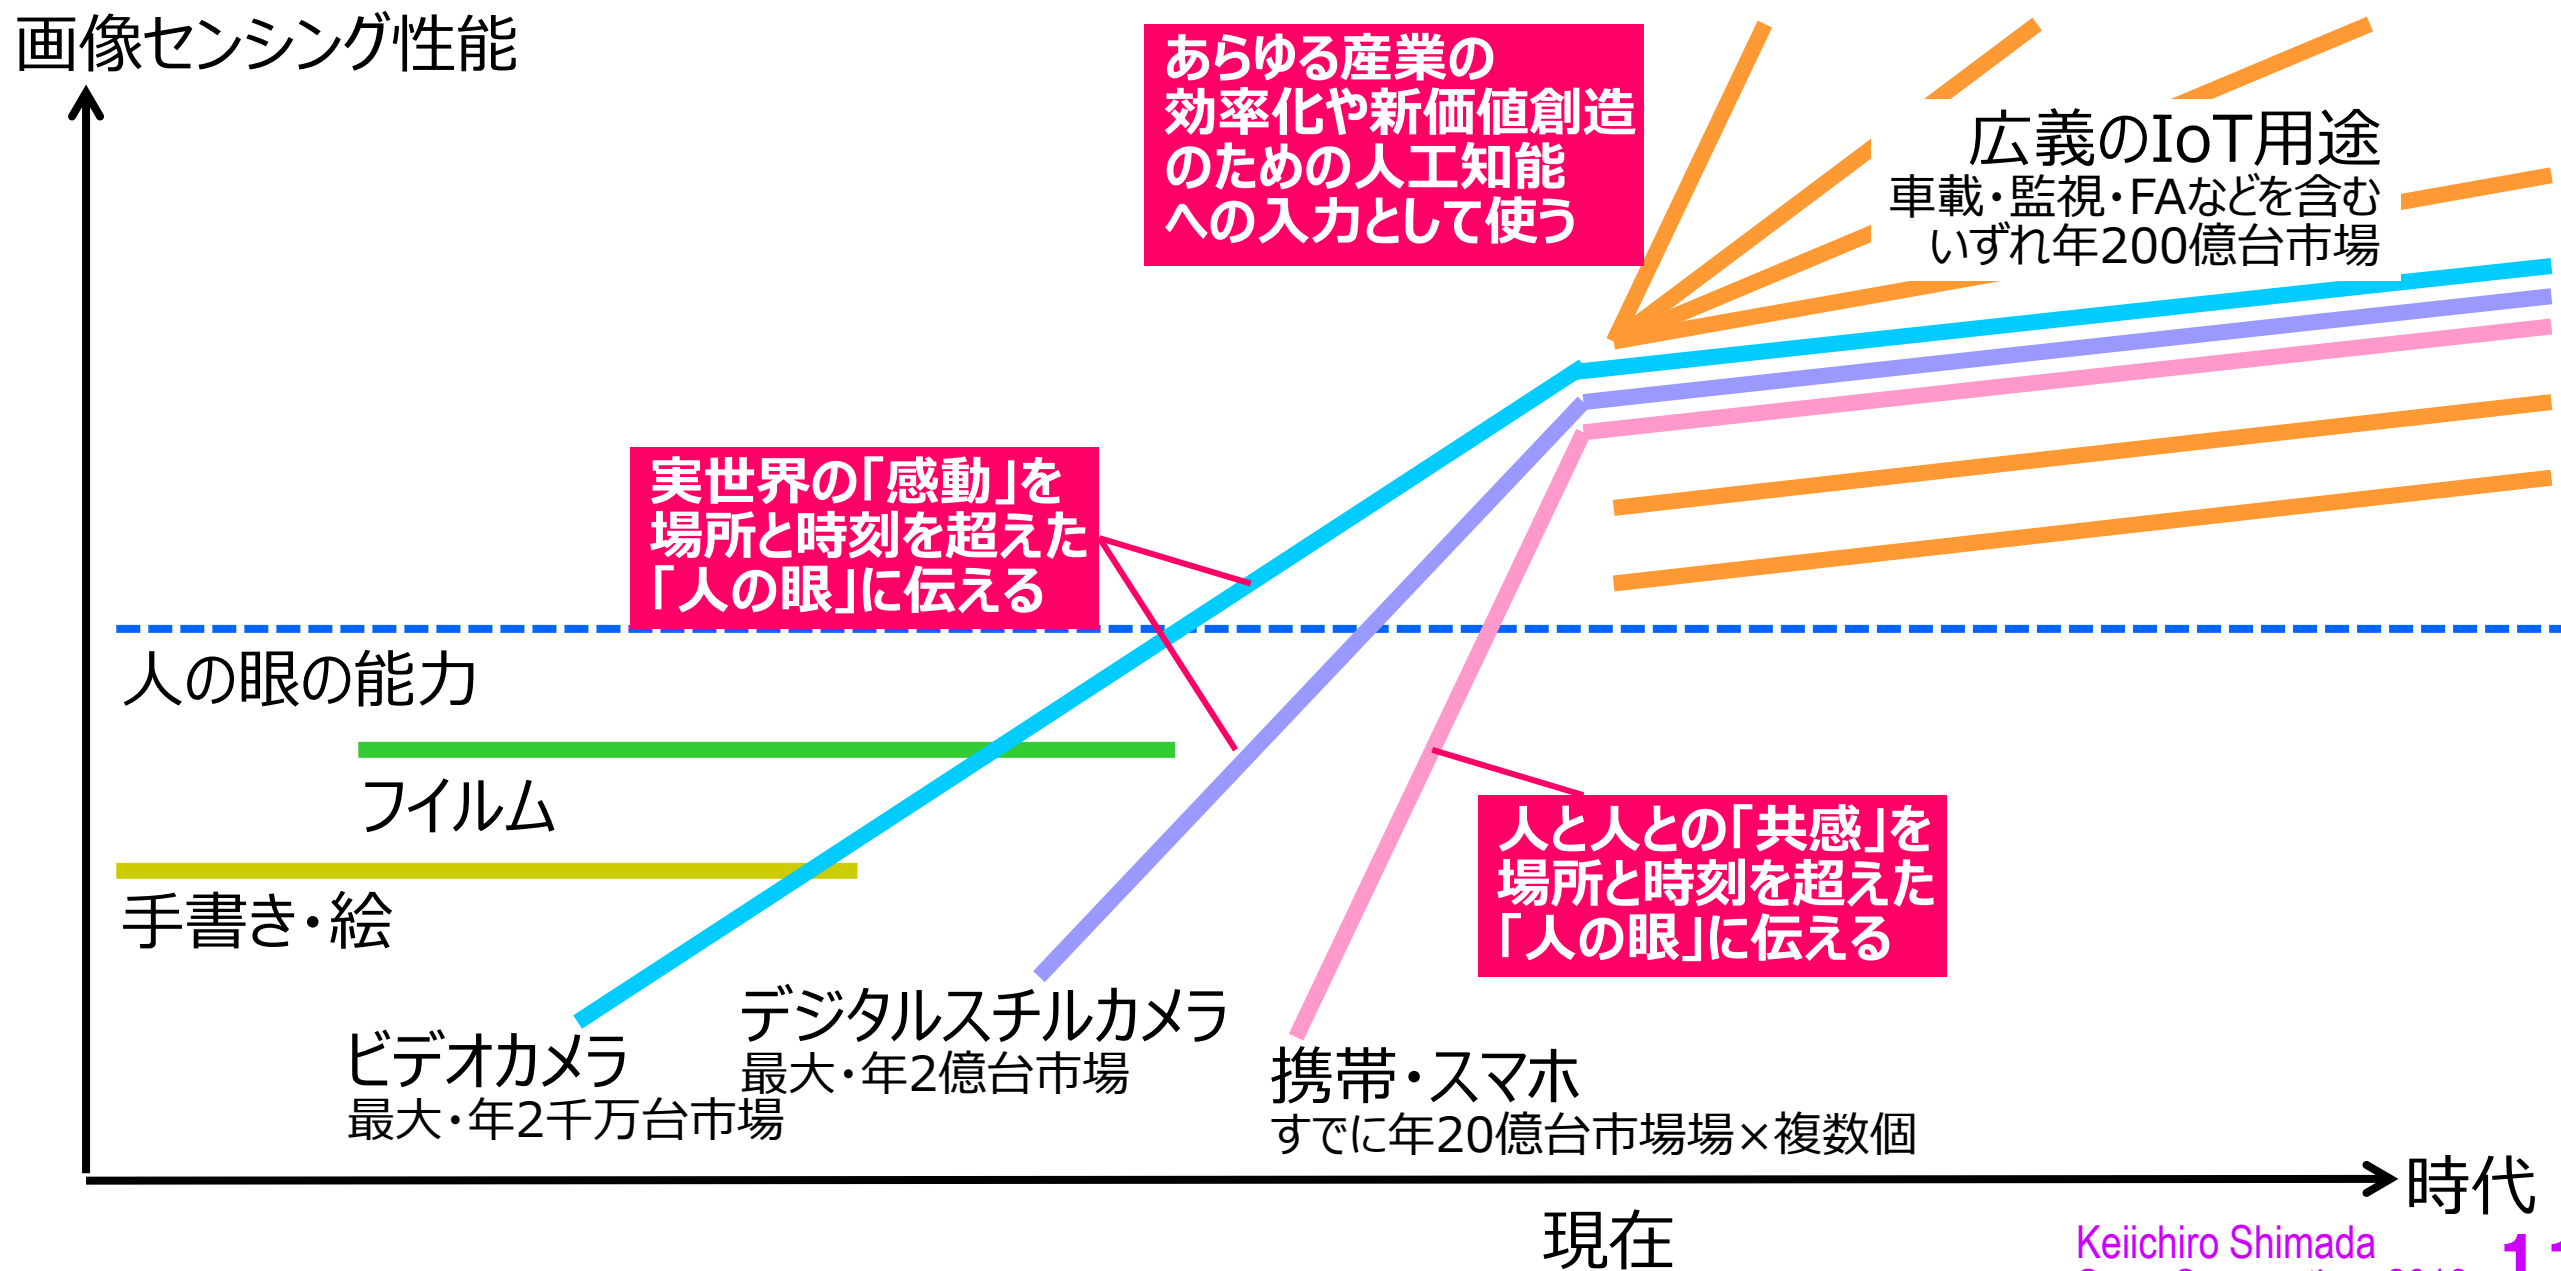 画像センシング性能
あらゆる産業の
効率化や新価値創造
のための人工知能
への入力として使う
広義のIoT用途
車載・監視・FAなどを含む
いずれ年200億台市場
実世界の「感動」を
場所と時刻を超えた
「人の眼」に伝える
人の眼の能力
フイルム
手書き・絵
人と人との「共感」を
場所と時刻を超えた
「人の眼」に伝える
デジタルスチルカメラ
最大・年2億台市場
ビデオカメラ
最大・年2千万台市場
携帯・スマホ
すでに年20億台市場場×複数個
時代
現在
Keiichiro Shimada